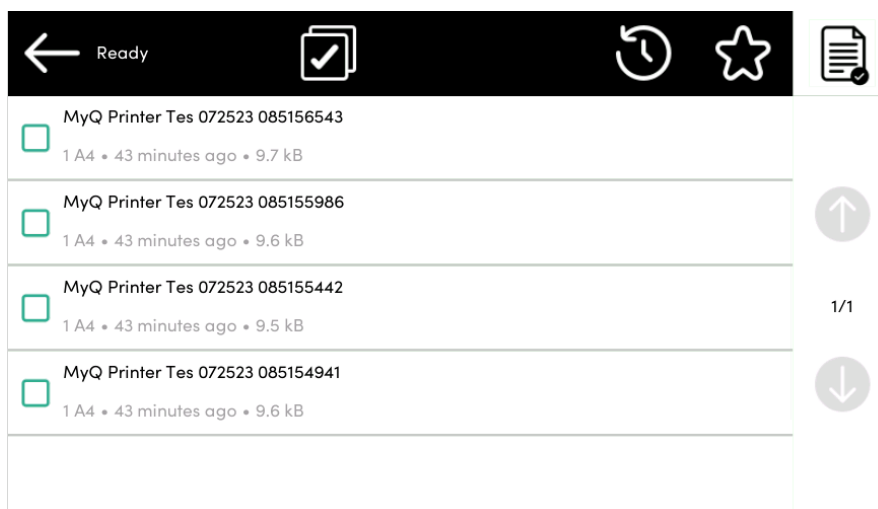 Ready
MyQ Printer Tes 072523 085156543
1 A4 • 43 minutes ago • 9.7 kB
MyQ Printer Tes 072523 085155986
1 A4 • 43 minutes ago • 9.6 kB
MyQ Printer Tes 072523 085155442
1 A4 • 43 minutes ago • 9.5 kB
1/1
MyQ Printer Tes 072523 085154941
1 A4 • 43 minutes ago • 9.6 kB